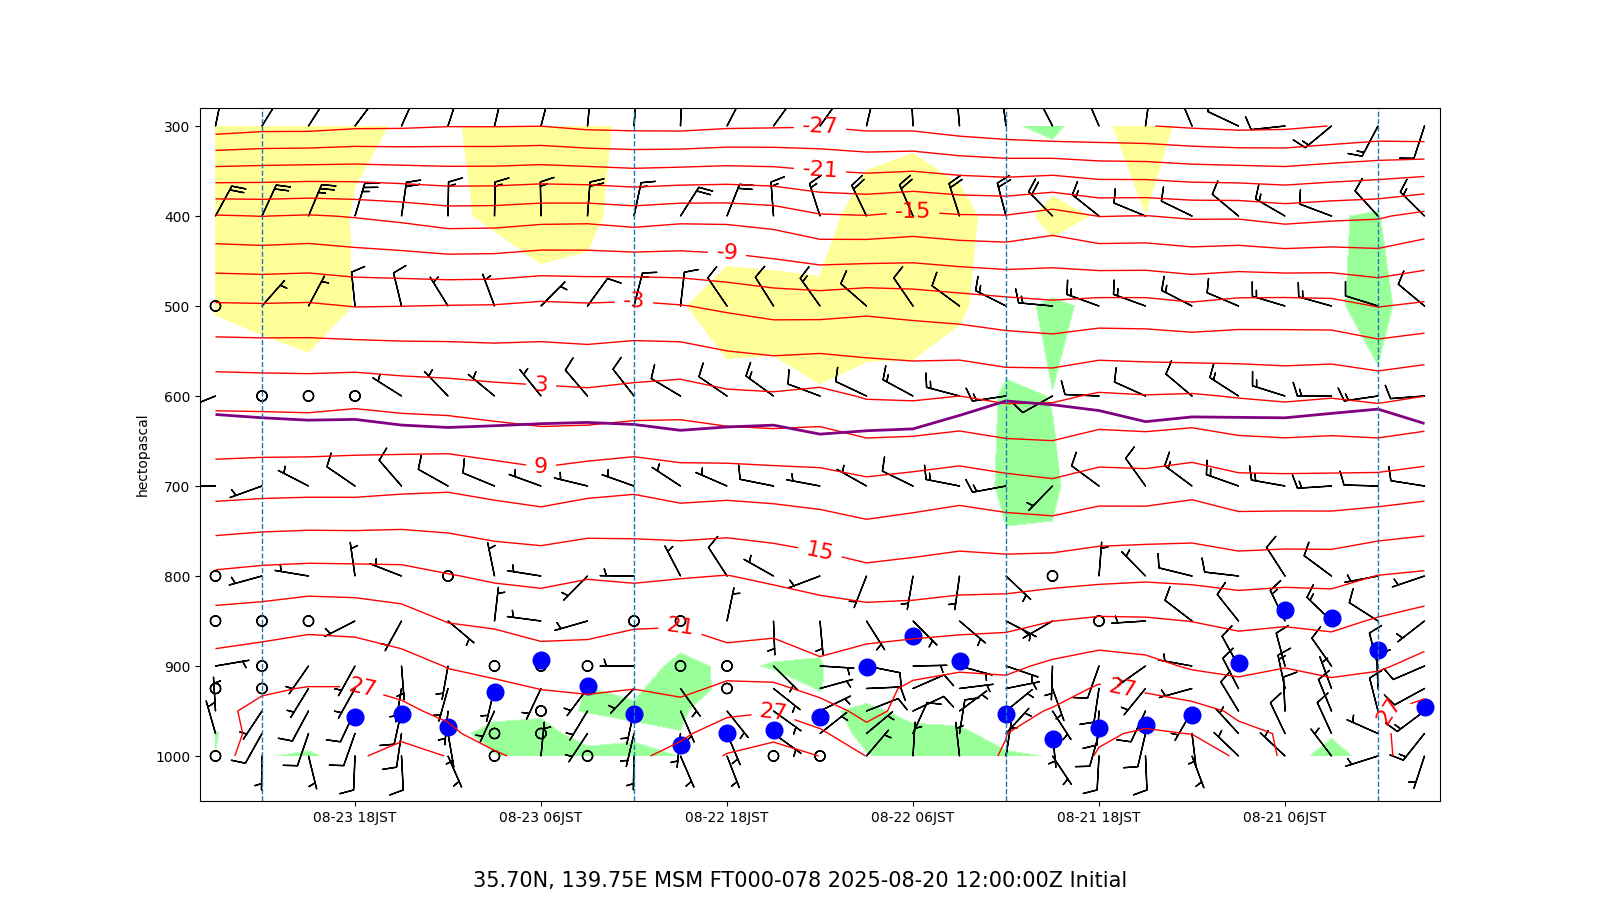 300
400
500
600
700
800
900
1000
hectopascal
-27
-21
-15
-9
-3
3
9
15
21
27
27
27
27
08-23 18JST
08-23 06JST
08-22 18JST
08-22 06JST
08-21 18JST
08-21 06JST
35.70N, 139.75E MSM FT000-078 2025-08-20 12:00:00Z Initial